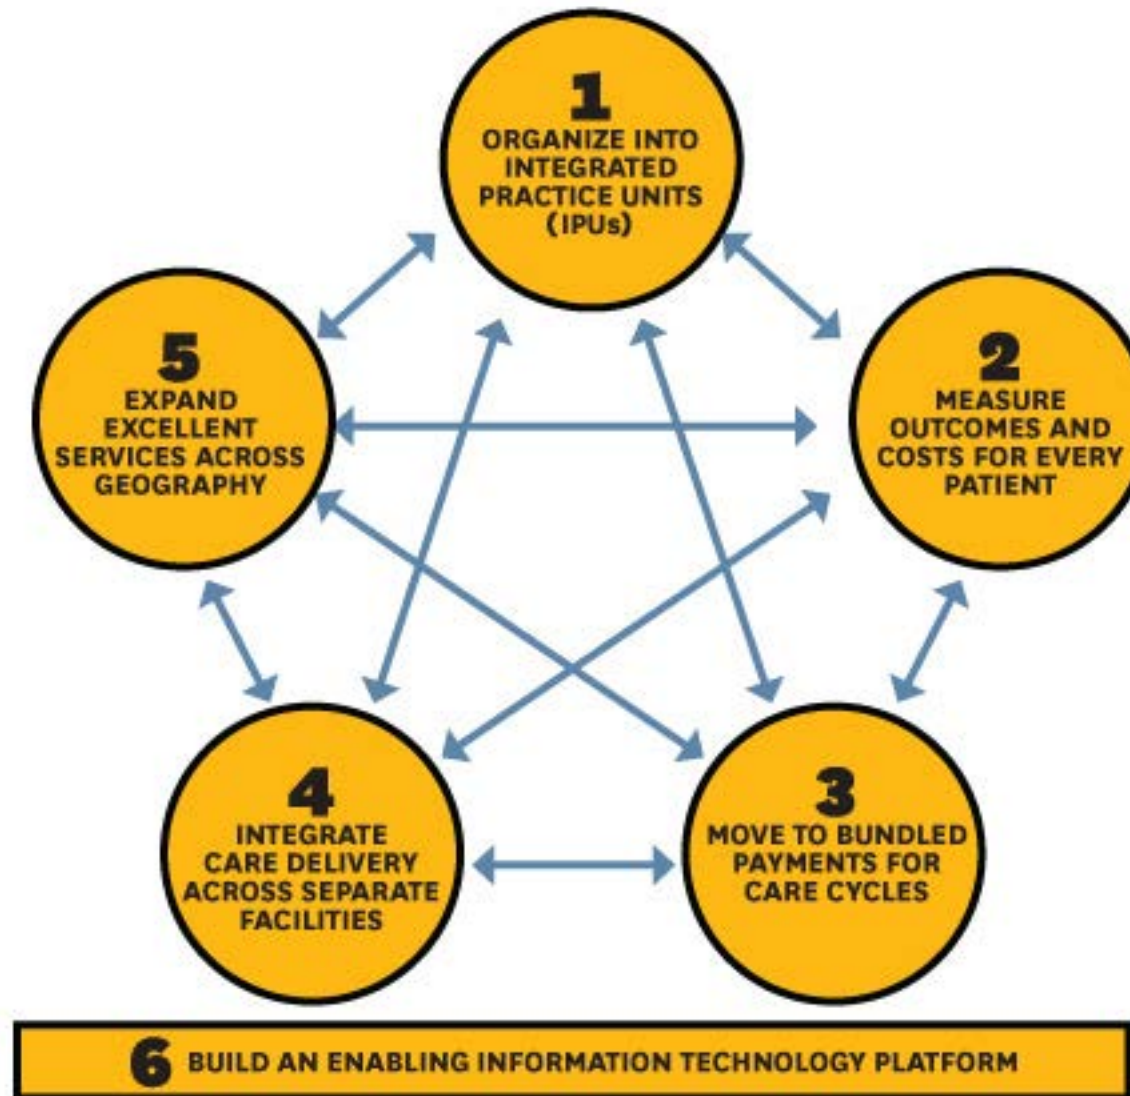 1
ORGANIZE INTO
INTEGRATED
PRACTICE UNITS
(IPUs)
2
MEASURE
OUTCOMES AND
COSTS FOR EVERY
PATIENT
3
MOVE TO BUNDLED
PAYMENTS FOR
CARE CYCLES
4
INTEGRATE
CARE DELIVERY
ACROSS SEPARATE
FACILITIES
5
EXPAND
EXCELLENT
SERVICES ACROSS
GEOGRAPHY
6 BUILD AN ENABLING INFORMATION TECHNOLOGY PLATFORM